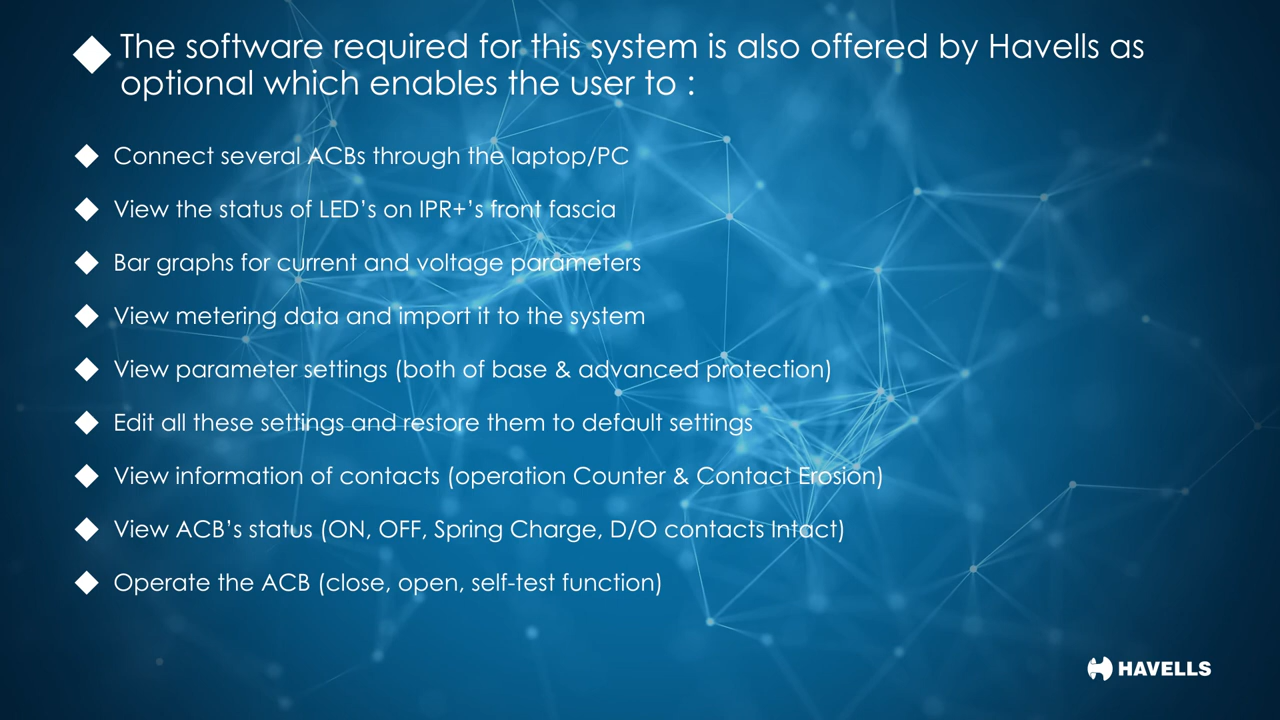 The software required for this system is also offered by Havells as
optional which enables the user to :
Connect several ACBs through the laptop/PC
View the status of LED's on IPR+'s front fascia
Bar graphs for current and voltage parameters
View metering data and import it to the system
View parameter settings (both of base & advanced protection)
Edit all these settings and restore them to default settings
View information of contacts (operation Counter & Contact Erosion)
View ACB's status (ON, OFF, Spring Charge, D/O contacts Intact)
Operate the ACB (close, open, self-test function)
HAVELLS